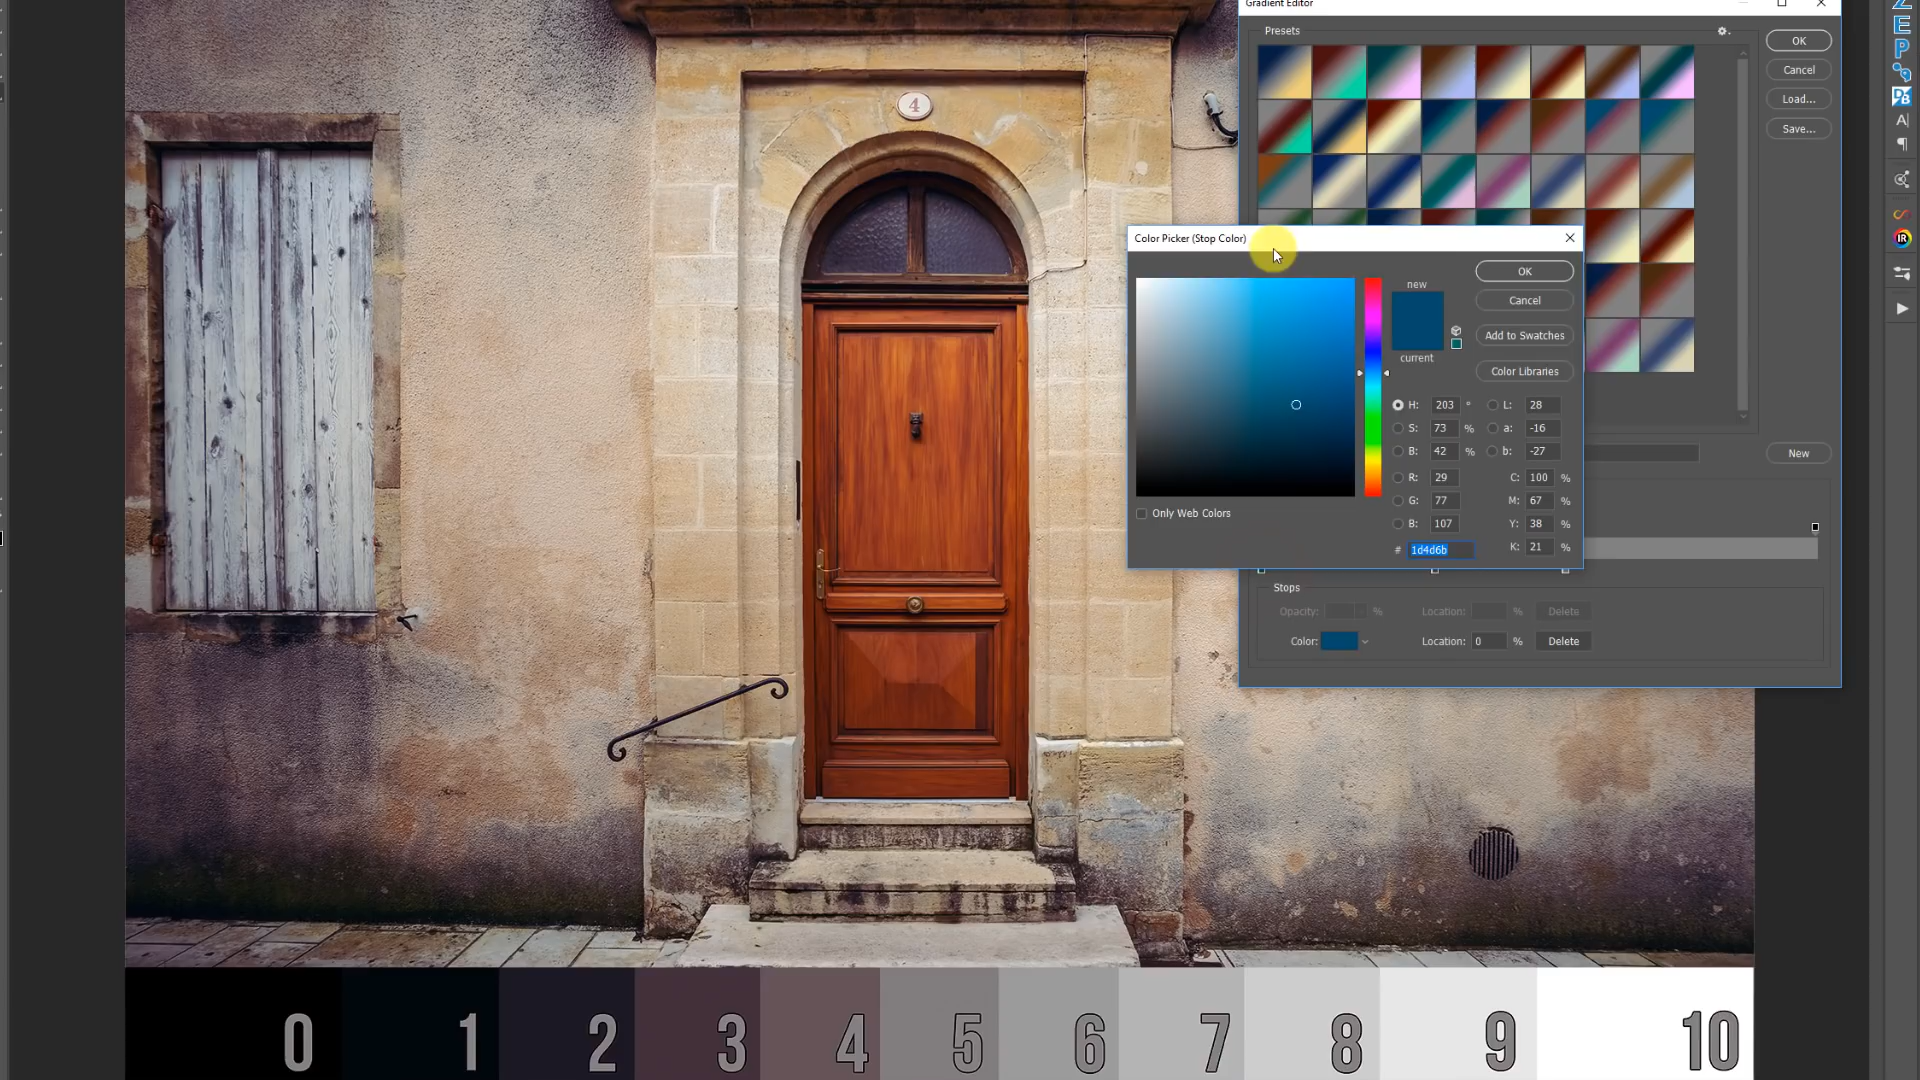 Gradient Editor
Presets
OK
Cancel
Load...
Save...
4
Color Picker (Stop Color)
OK
new
Cancel
Add to Swatches
current
Color Libraries
H: 203 °
L: 28
S: 73 %
a: -16
B: 42 %
b: -27
New
R: 29
C: 100 %
G: 77
M: 67 %
Only Web Colors
B: 107
Y: 38 %
# 1d4d6b
K: 21 %
Stops
Opacity: %
Location: %
Delete
Color:
Location: 0 %
Delete
0 1 2 3 4 5 6 7 8 9 10